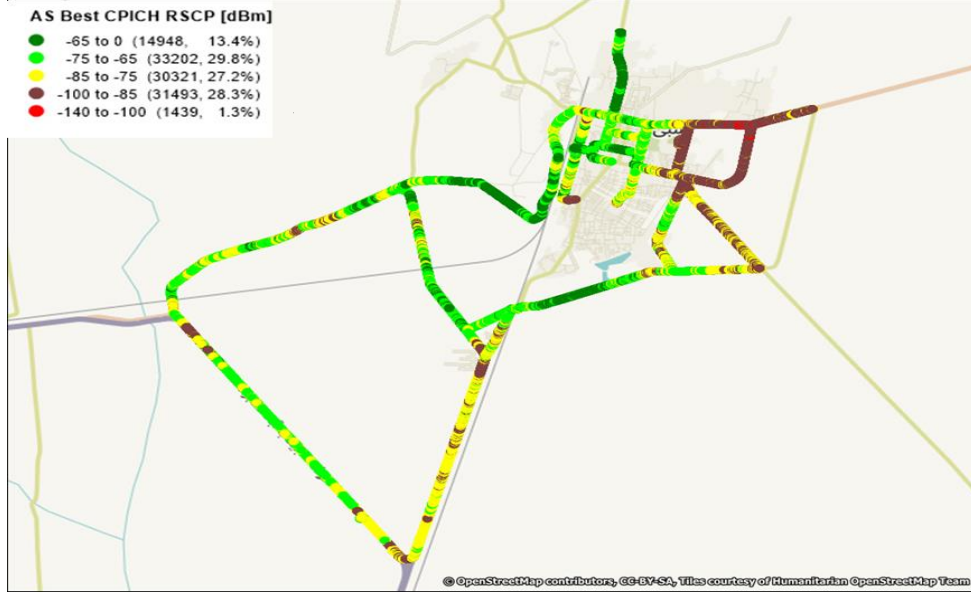 AS Best CPICH RSCP [dBm]
-65 to 0 (14948, 13.4%)
-75 to -65 (33202, 29.8%)
-85 to -75 (30321, 27.2%)
-100 to -85 (31493, 28.3%)
-140 to -100 (1439, 1.3%)
© OpenStreetMap contributors, CC-BY-SA, Tiles courtesy of Humanitarian OpenStreetMap Team